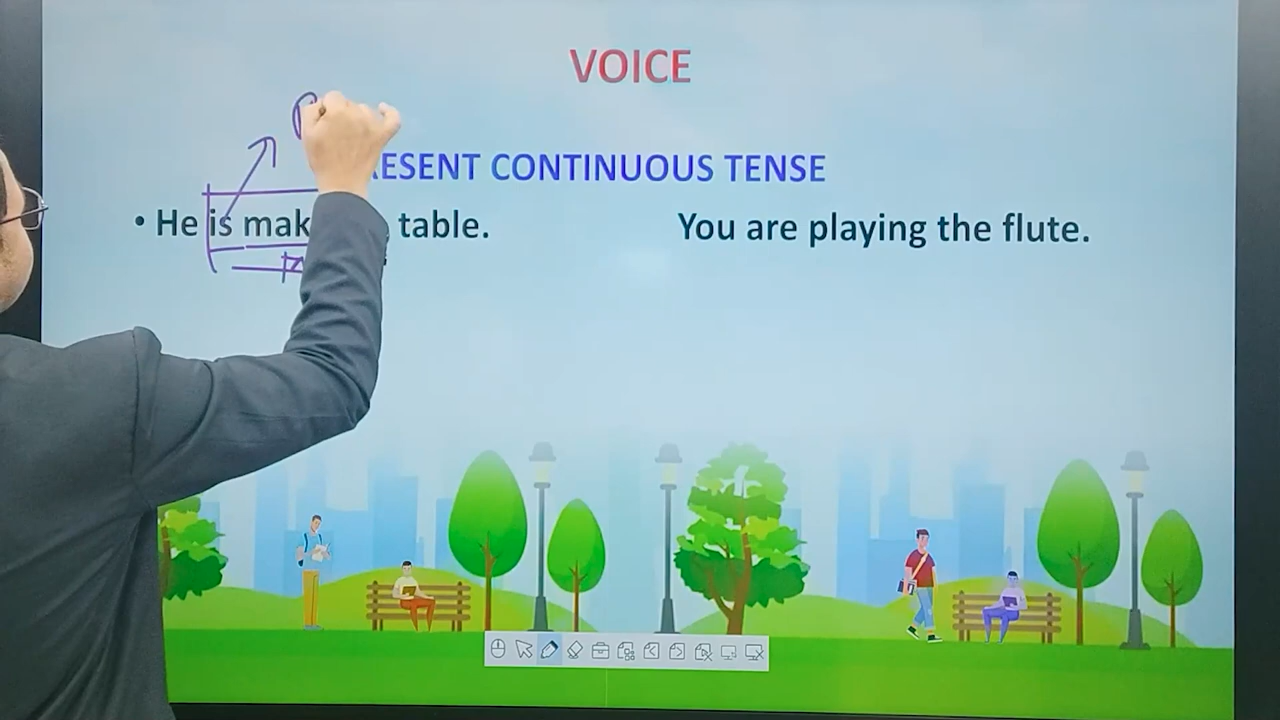 VOICE
ESENT CONTINUOUS TENSE
• He is mak table.
You are playing the flute.